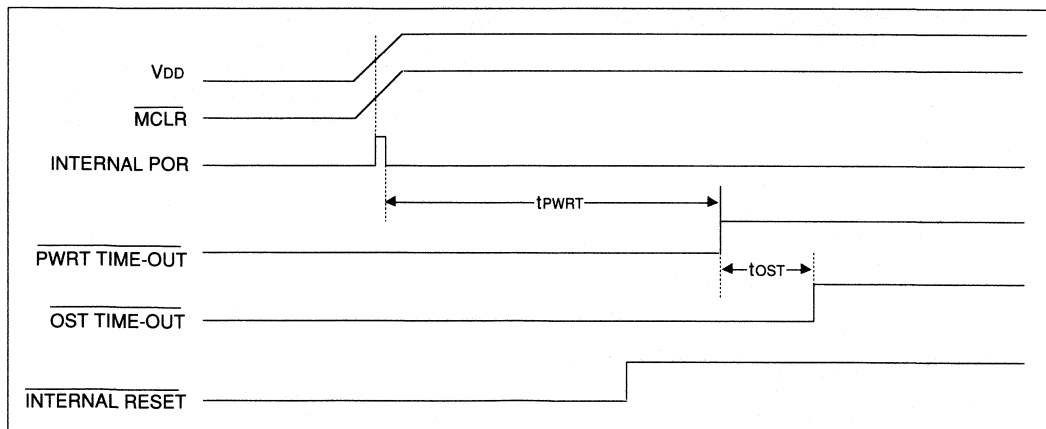 VDD
MCLR
INTERNAL POR
tPWRT
PWRT TIME-OUT
tOST
OST TIME-OUT
INTERNAL RESET